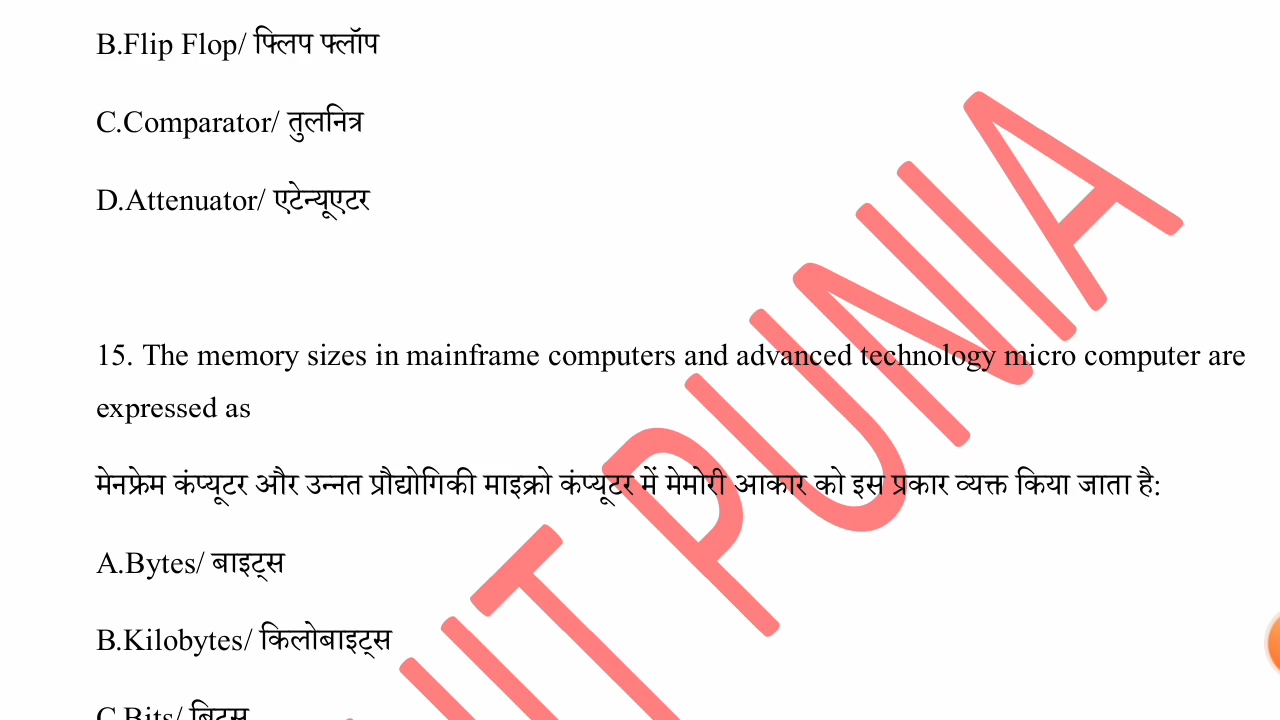 B.Flip Flop/ फ्लिप फ्लॉप
C.Comparator/ तुलनित्र
D.Attenuator/ एटेन्यूएटर
15. The memory sizes in mainframe computers and advanced technology micro computer are
expressed as
मेनफ्रेम कंप्यूटर और उन्नत प्रौद्योगिकी माइक्रो कंप्यूटर में मेमोरी आकार को इस प्रकार व्यक्त किया जाता है:
A.Bytes/ बाइट्स
B.Kilobytes/ किलोबाइट्स
C.Bits/ बिट्स
IT PUNIA